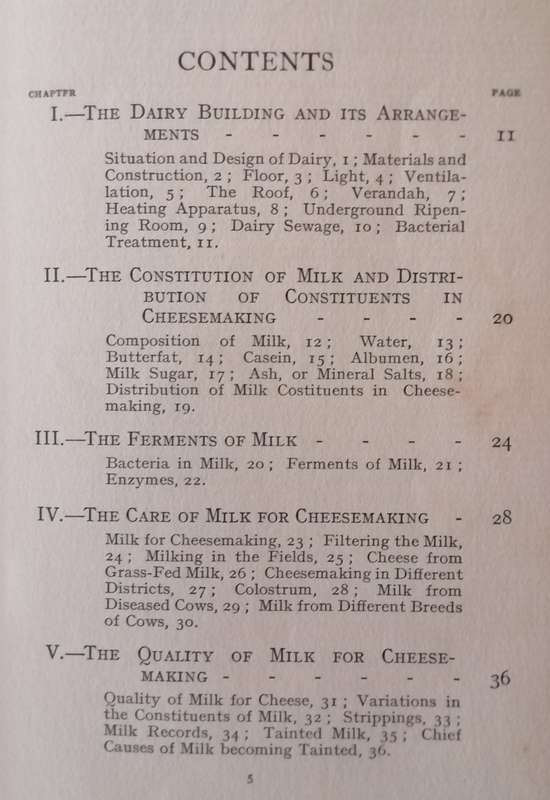 CONTENTS
CHAPTER PAGE
I.—THE DAIRY BUILDING AND ITS ARRANGE-
MENTS - - - - - - 11
Situation and Design of Dairy, 1; Materials and
Construction, 2; Floor, 3; Light, 4; Ventila-
lation, 5; The Roof, 6; Verandah, 7;
Heating Apparatus, 8; Underground Ripen-
ing Room, 9; Dairy Sewage, 10; Bacterial
Treatment, 11.
II.—THE CONSTITUTION OF MILK AND DISTRI-
BUTION OF CONSTITUENTS IN
CHEESEMAKING - - - - 20
Composition of Milk, 12; Water, 13;
Butterfat, 14; Casein, 15; Albumen, 16;
Milk Sugar, 17; Ash, or Mineral Salts, 18;
Distribution of Milk Costituents in Cheese-
making, 19.
III.—THE FERMENTS OF MILK - - - - 24
Bacteria in Milk, 20; Ferments of Milk, 21;
Enzymes, 22.
IV.—THE CARE OF MILK FOR CHEESEMAKING - 28
Milk for Cheesemaking, 23; Filtering the Milk,
24; Milking in the Fields, 25; Cheese from
Grass-Fed Milk, 26; Cheesemaking in Different
Districts, 27; Colostrum, 28; Milk from
Diseased Cows, 29; Milk from Different Breeds
of Cows, 30.
V.—THE QUALITY OF MILK FOR CHEESE-
MAKING - - - - - - 36
Quality of Milk for Cheese, 31; Variations in
the Constituents of Milk, 32; Strippings, 33;
Milk Records, 34; Tainted Milk, 35; Chief
Causes of Milk becoming Tainted, 36.
5